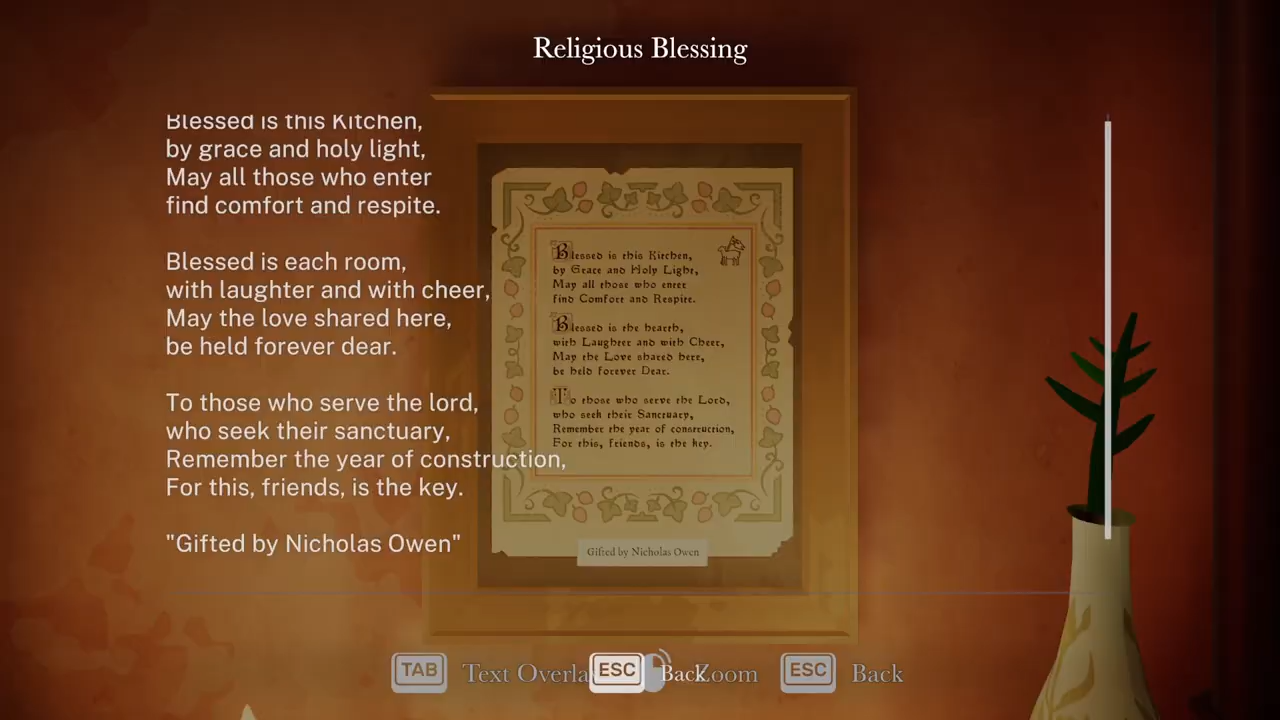 Religious Blessing
Blessed is this Kitchen,
by grace and holy light,
May all those who enter
find comfort and respite.
Blessed is each room,
with laughter and with cheer,
May the love shared here,
be held forever dear.
To those who serve the lord,
who seek their sanctuary,
Remember the year of construction,
For this, friends, is the key.
"Gifted by Nicholas Owen"
Blessed is this Kitchen,
by Grace and Holy Light,
May all those who enter
find Comfort and Respite.
Blessed is the hearth,
with Laughter and with Cheer,
May the Love shared here,
be held forever Dear.
To those who serve the Lord,
who seek their Sanctuary,
Remember the year of construction,
For this, friends, is the key.
Gifted by Nicholas Owen
TAB Text Overla ESC Back Zoom ESC Back